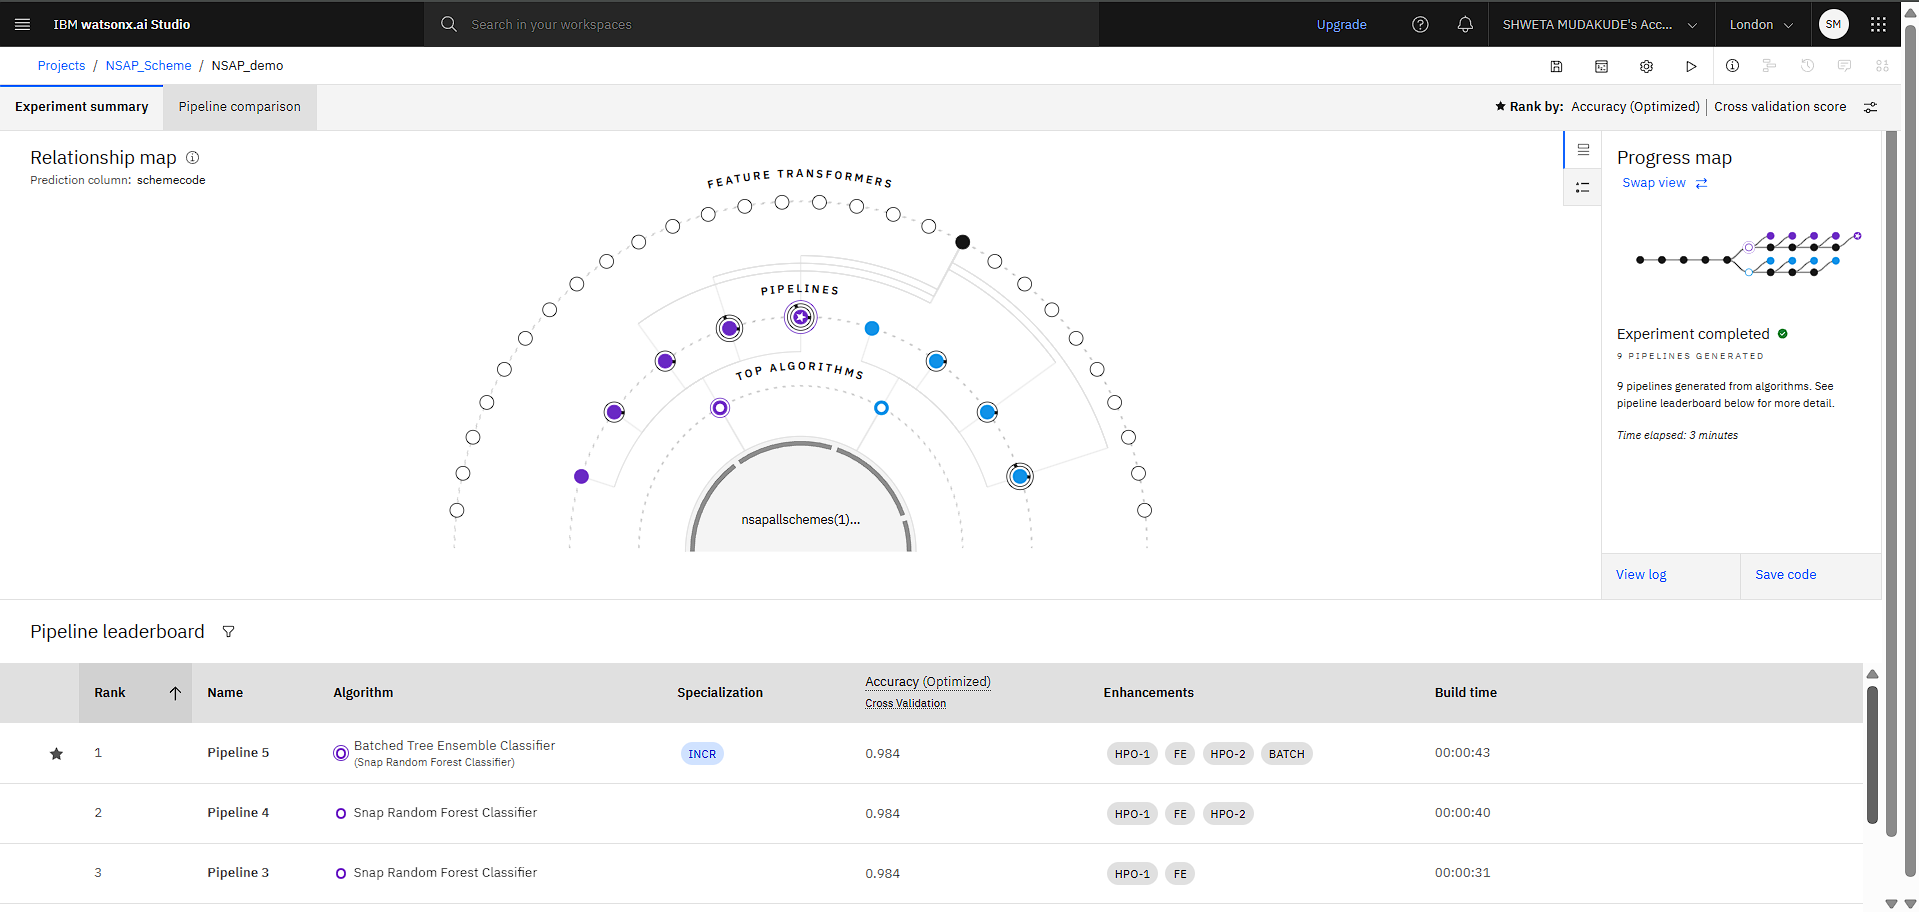 IBM watsonx.ai Studio
Search in your workspaces
Upgrade
SHWETA MUDAKUDE's Acc...
London
SM
Projects / NSAP_Scheme / NSAP_demo
Experiment summary
Pipeline comparison
★ Rank by: Accuracy (Optimized) | Cross validation score
Relationship map
Prediction column: schemecode
FEATURE TRANSFORMERS
PIPELINES
TOP ALGORITHMS
nsapallschemes(1)...
Progress map
Swap view
Experiment completed
9 PIPELINES GENERATED
9 pipelines generated from algorithms. See
pipeline leaderboard below for more detail.
Time elapsed: 3 minutes
View log
Save code
Pipeline leaderboard
Rank Name Algorithm Specialization Accuracy (Optimized) Enhancements Build time
Cross Validation
1 Pipeline 5 Batched Tree Ensemble Classifier INCR 0.984 HPO-1 FE HPO-2 BATCH 00:00:43
(Snap Random Forest Classifier)
2 Pipeline 4 Snap Random Forest Classifier 0.984 HPO-1 FE HPO-2 00:00:40
3 Pipeline 3 Snap Random Forest Classifier 0.984 HPO-1 FE 00:00:31